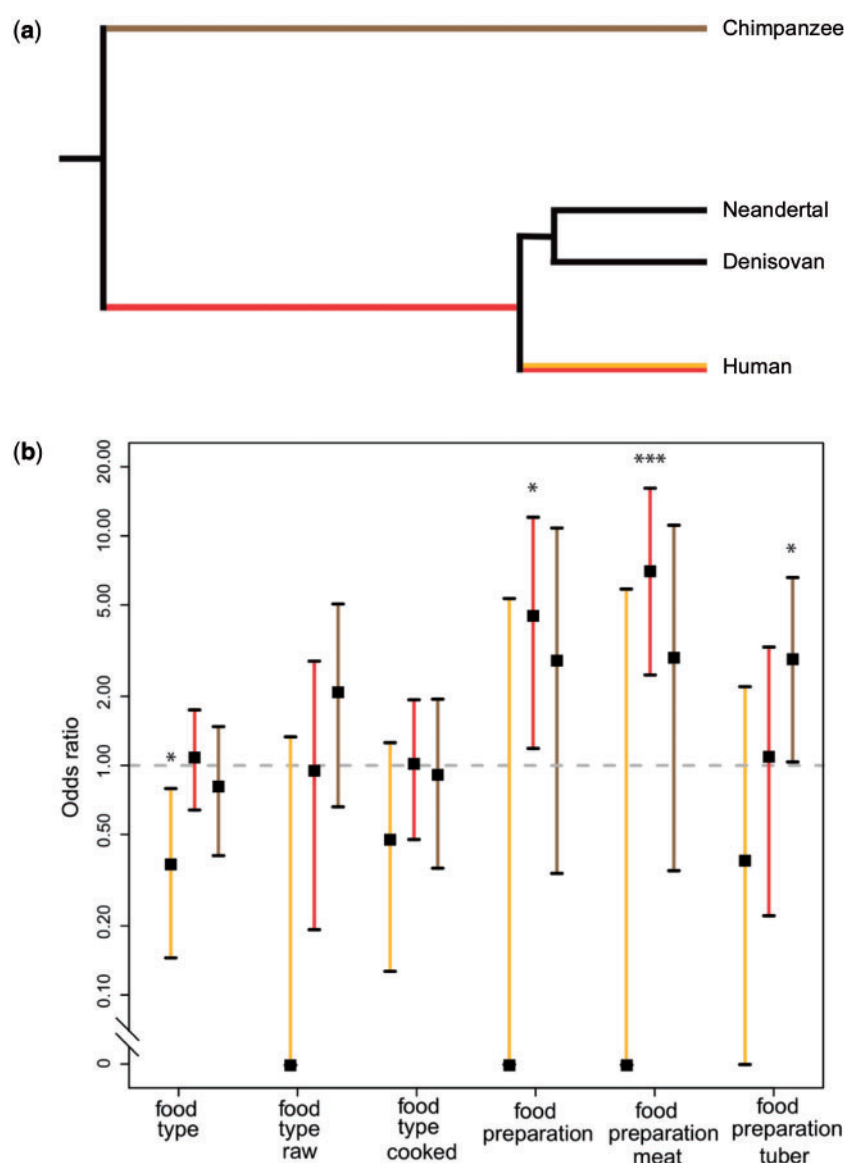 (a)
Chimpanzee
Neandertal
Denisovan
Human
(b)
Odds ratio
20.00
10.00
5.00
2.00
1.00
0.50
0.20
0.10
0
*
*
***
*
food
type
food
type
raw
food
type
cooked
food
preparation
food
preparation
meat
food
preparation
tuber